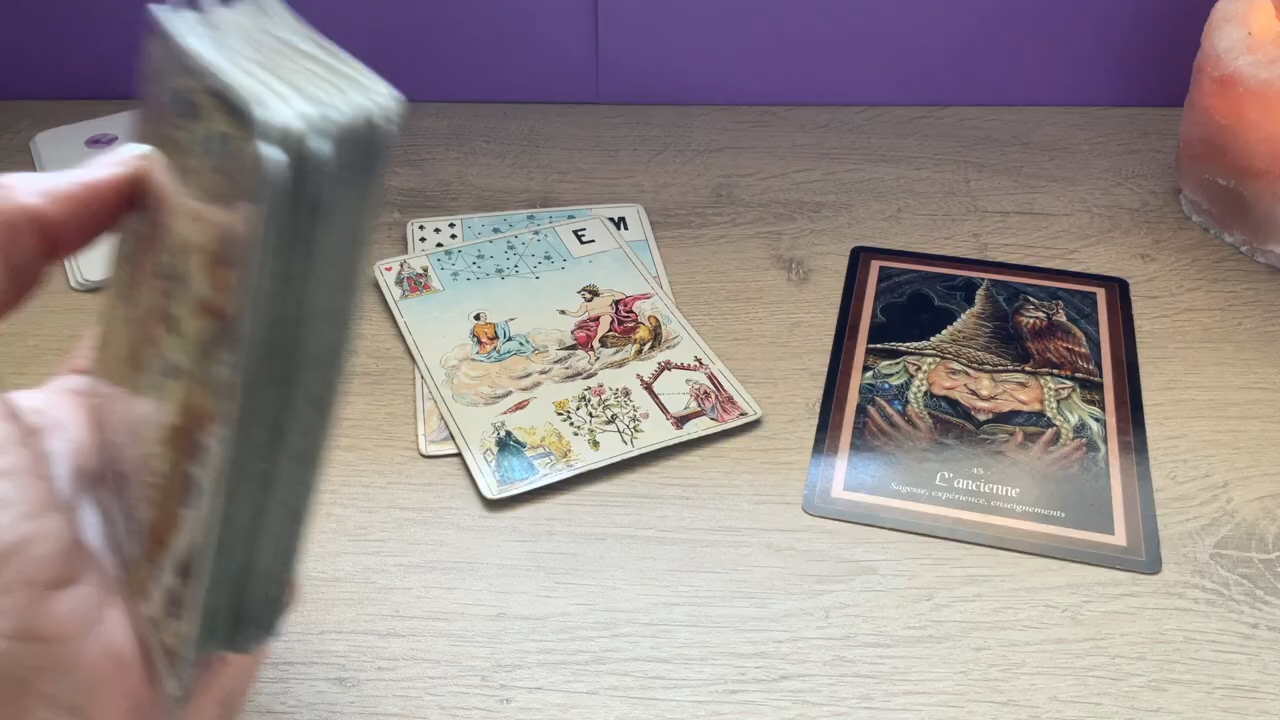 M
E
- 45 -
L'ancienne
Sagesse, expérience, enseignements